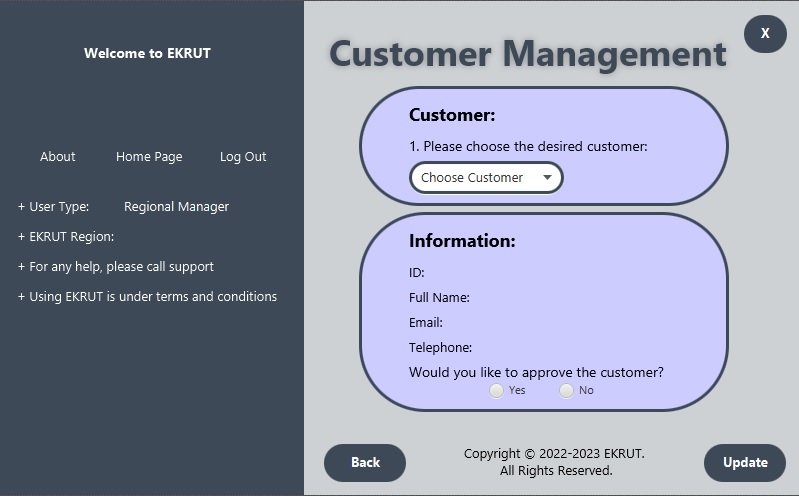 Welcome to EKRUT
About Home Page Log Out
+ User Type: Regional Manager
+ EKRUT Region:
+ For any help, please call support
+ Using EKRUT is under terms and conditions
X
Customer Management
Customer:
1. Please choose the desired customer:
Choose Customer
Information:
ID:
Full Name:
Email:
Telephone:
Would you like to approve the customer?
Yes No
Back
Copyright © 2022-2023 EKRUT.
All Rights Reserved.
Update